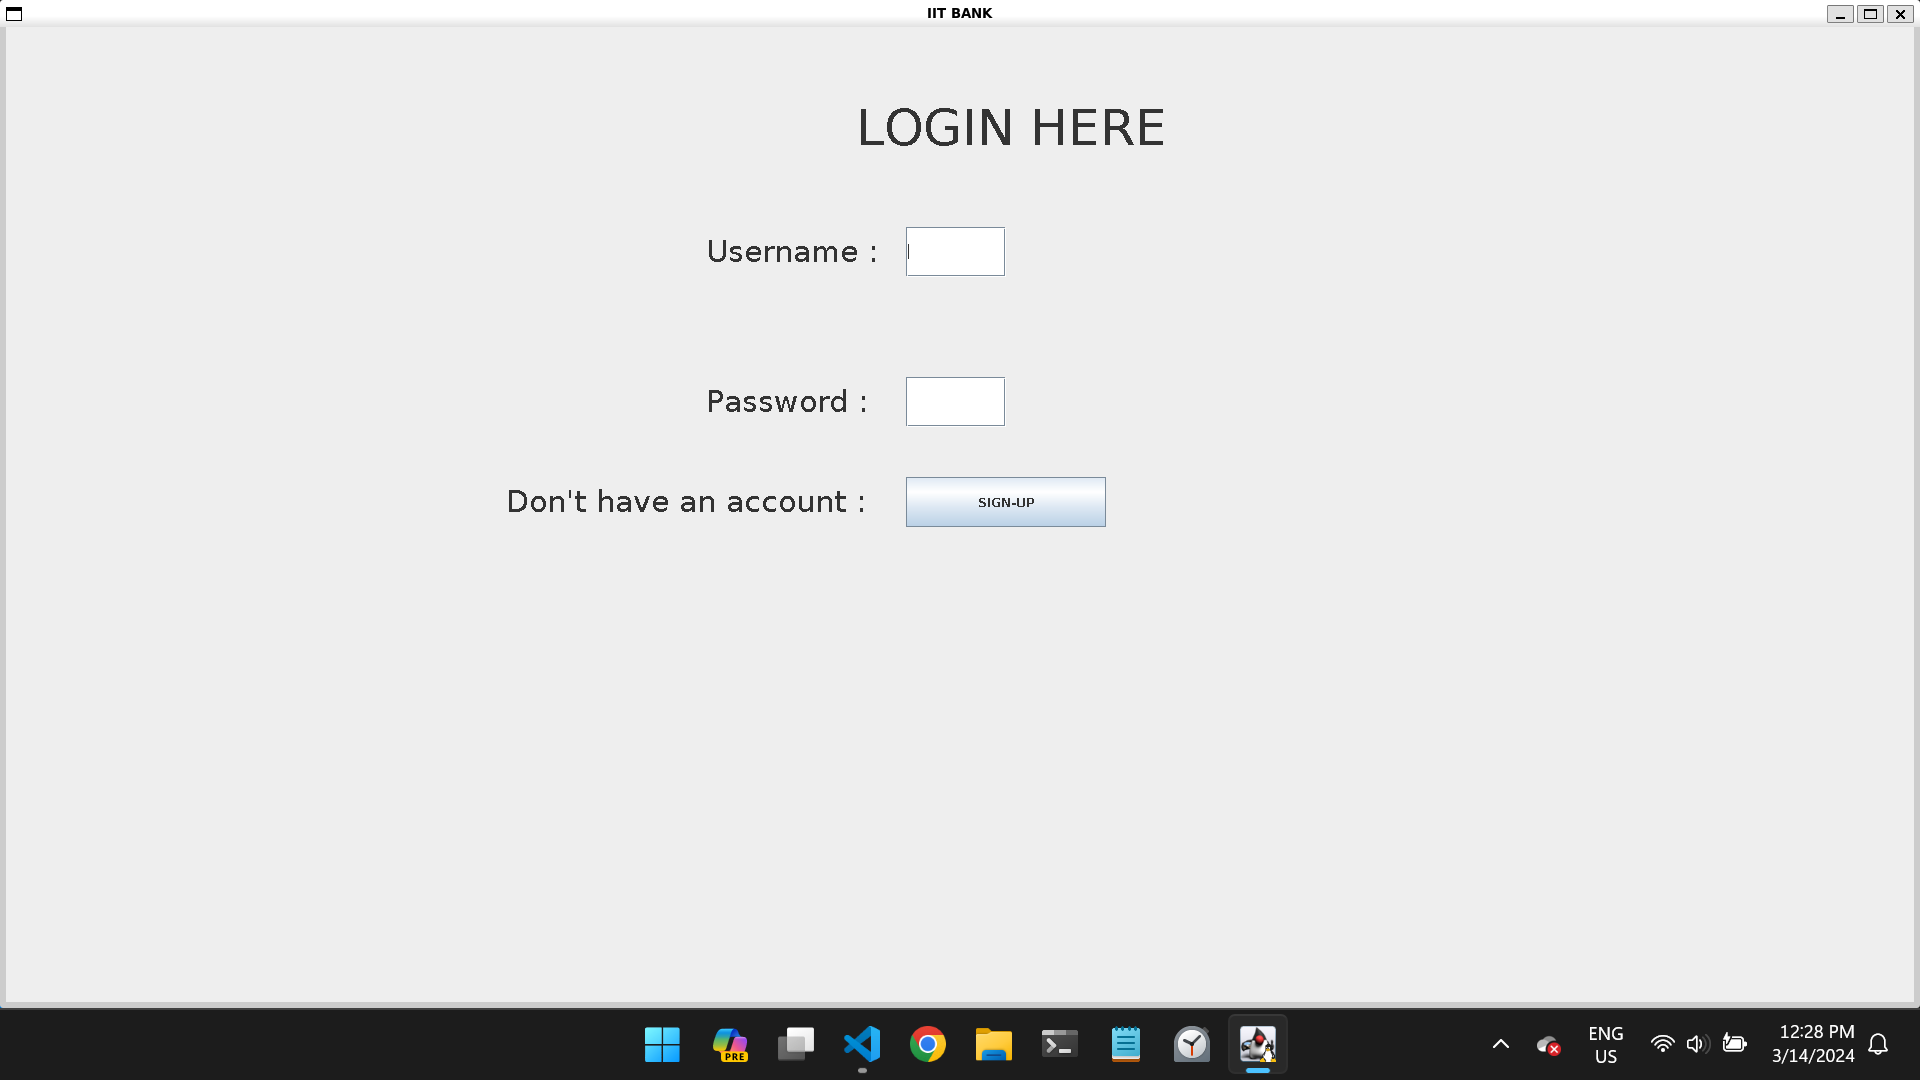 IIT BANK
LOGIN HERE
Username :
Password :
Don't have an account :
SIGN-UP
PRE
ENG
US
12:28 PM
3/14/2024